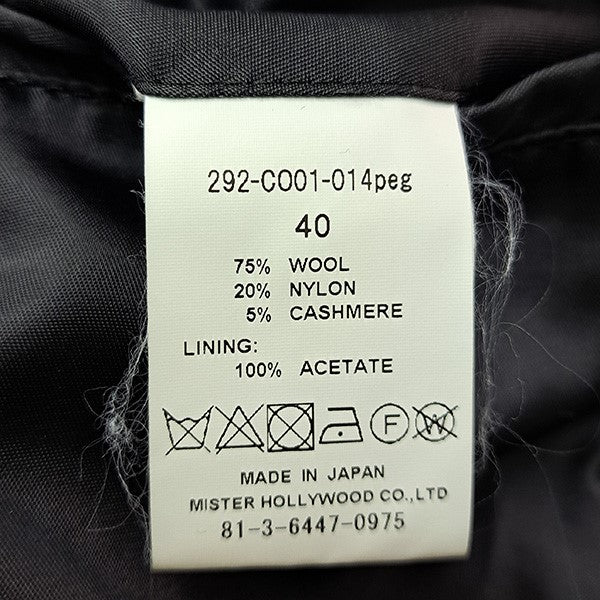 292-CO01-014peg
40
75% WOOL
20% NYLON
5% CASHMERE
LINING:
100% ACETATE
F W
MADE IN JAPAN
MISTER HOLLYWOOD CO.,LTD
81-3-6447-0975